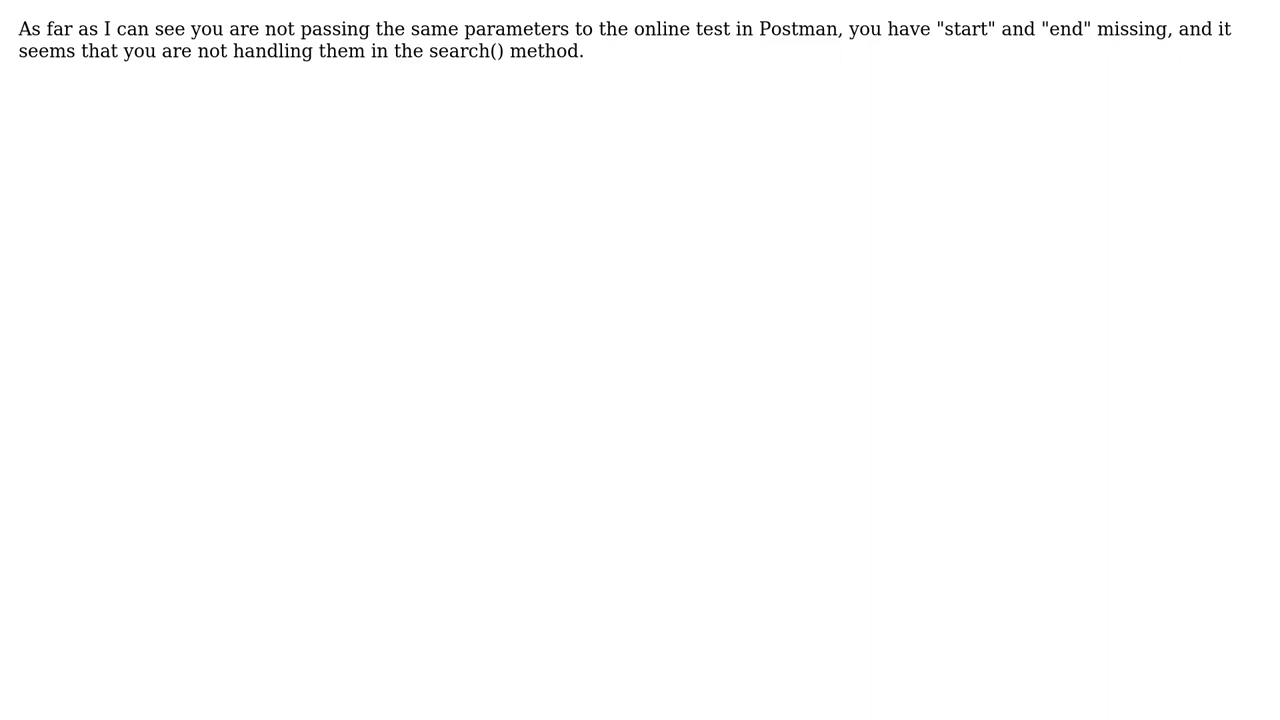 As far as I can see you are not passing the same parameters to the online test in Postman, you have "start" and "end" missing, and it
seems that you are not handling them in the search() method.